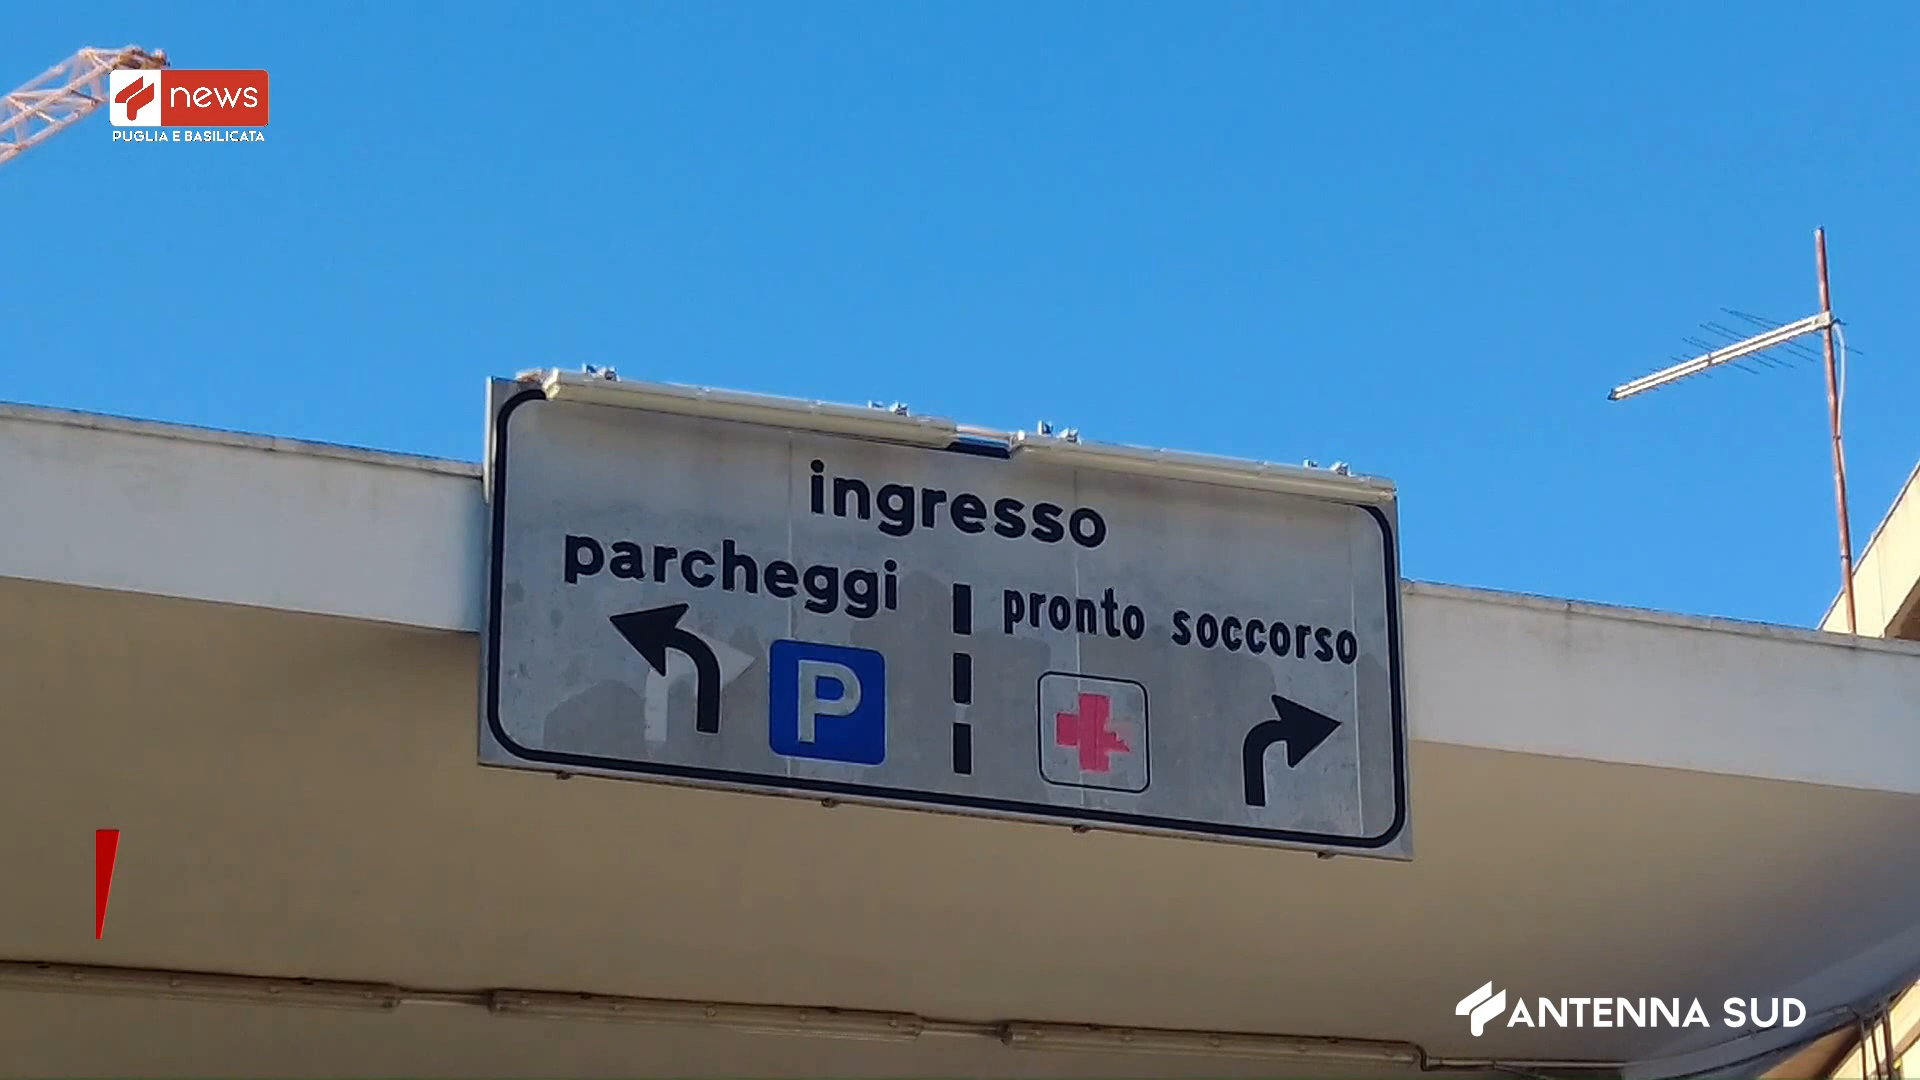 news
PUGLIA E BASILICATA
ingresso
parcheggi
pronto soccorso
P
ANTENNA SUD